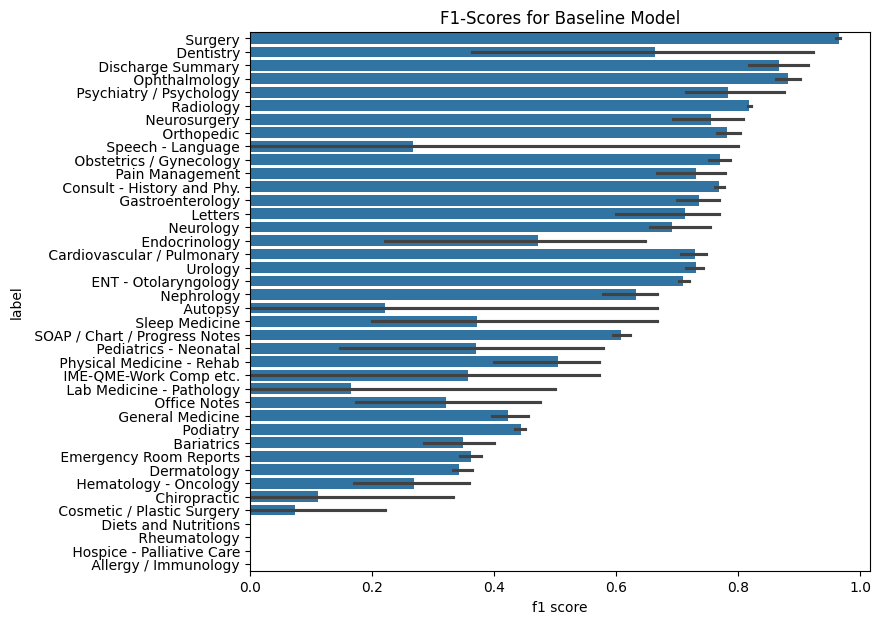 F1-Scores for Baseline Model
Surgery
Dentistry
Discharge Summary
Ophthalmology
Psychiatry / Psychology
Radiology
Neurosurgery
Orthopedic
Speech - Language
Obstetrics / Gynecology
Pain Management
Consult - History and Phy.
Gastroenterology
Letters
Neurology
Endocrinology
Cardiovascular / Pulmonary
Urology
ENT - Otolaryngology
Nephrology
Autopsy
Sleep Medicine
SOAP / Chart / Progress Notes
Pediatrics - Neonatal
Physical Medicine - Rehab
IME-QME-Work Comp etc.
Lab Medicine - Pathology
Office Notes
General Medicine
Podiatry
Bariatrics
Emergency Room Reports
Dermatology
Hematology - Oncology
Chiropractic
Cosmetic / Plastic Surgery
Diets and Nutritions
Rheumatology
Hospice - Palliative Care
Allergy / Immunology
label
0.0 0.2 0.4 0.6 0.8 1.0
f1 score